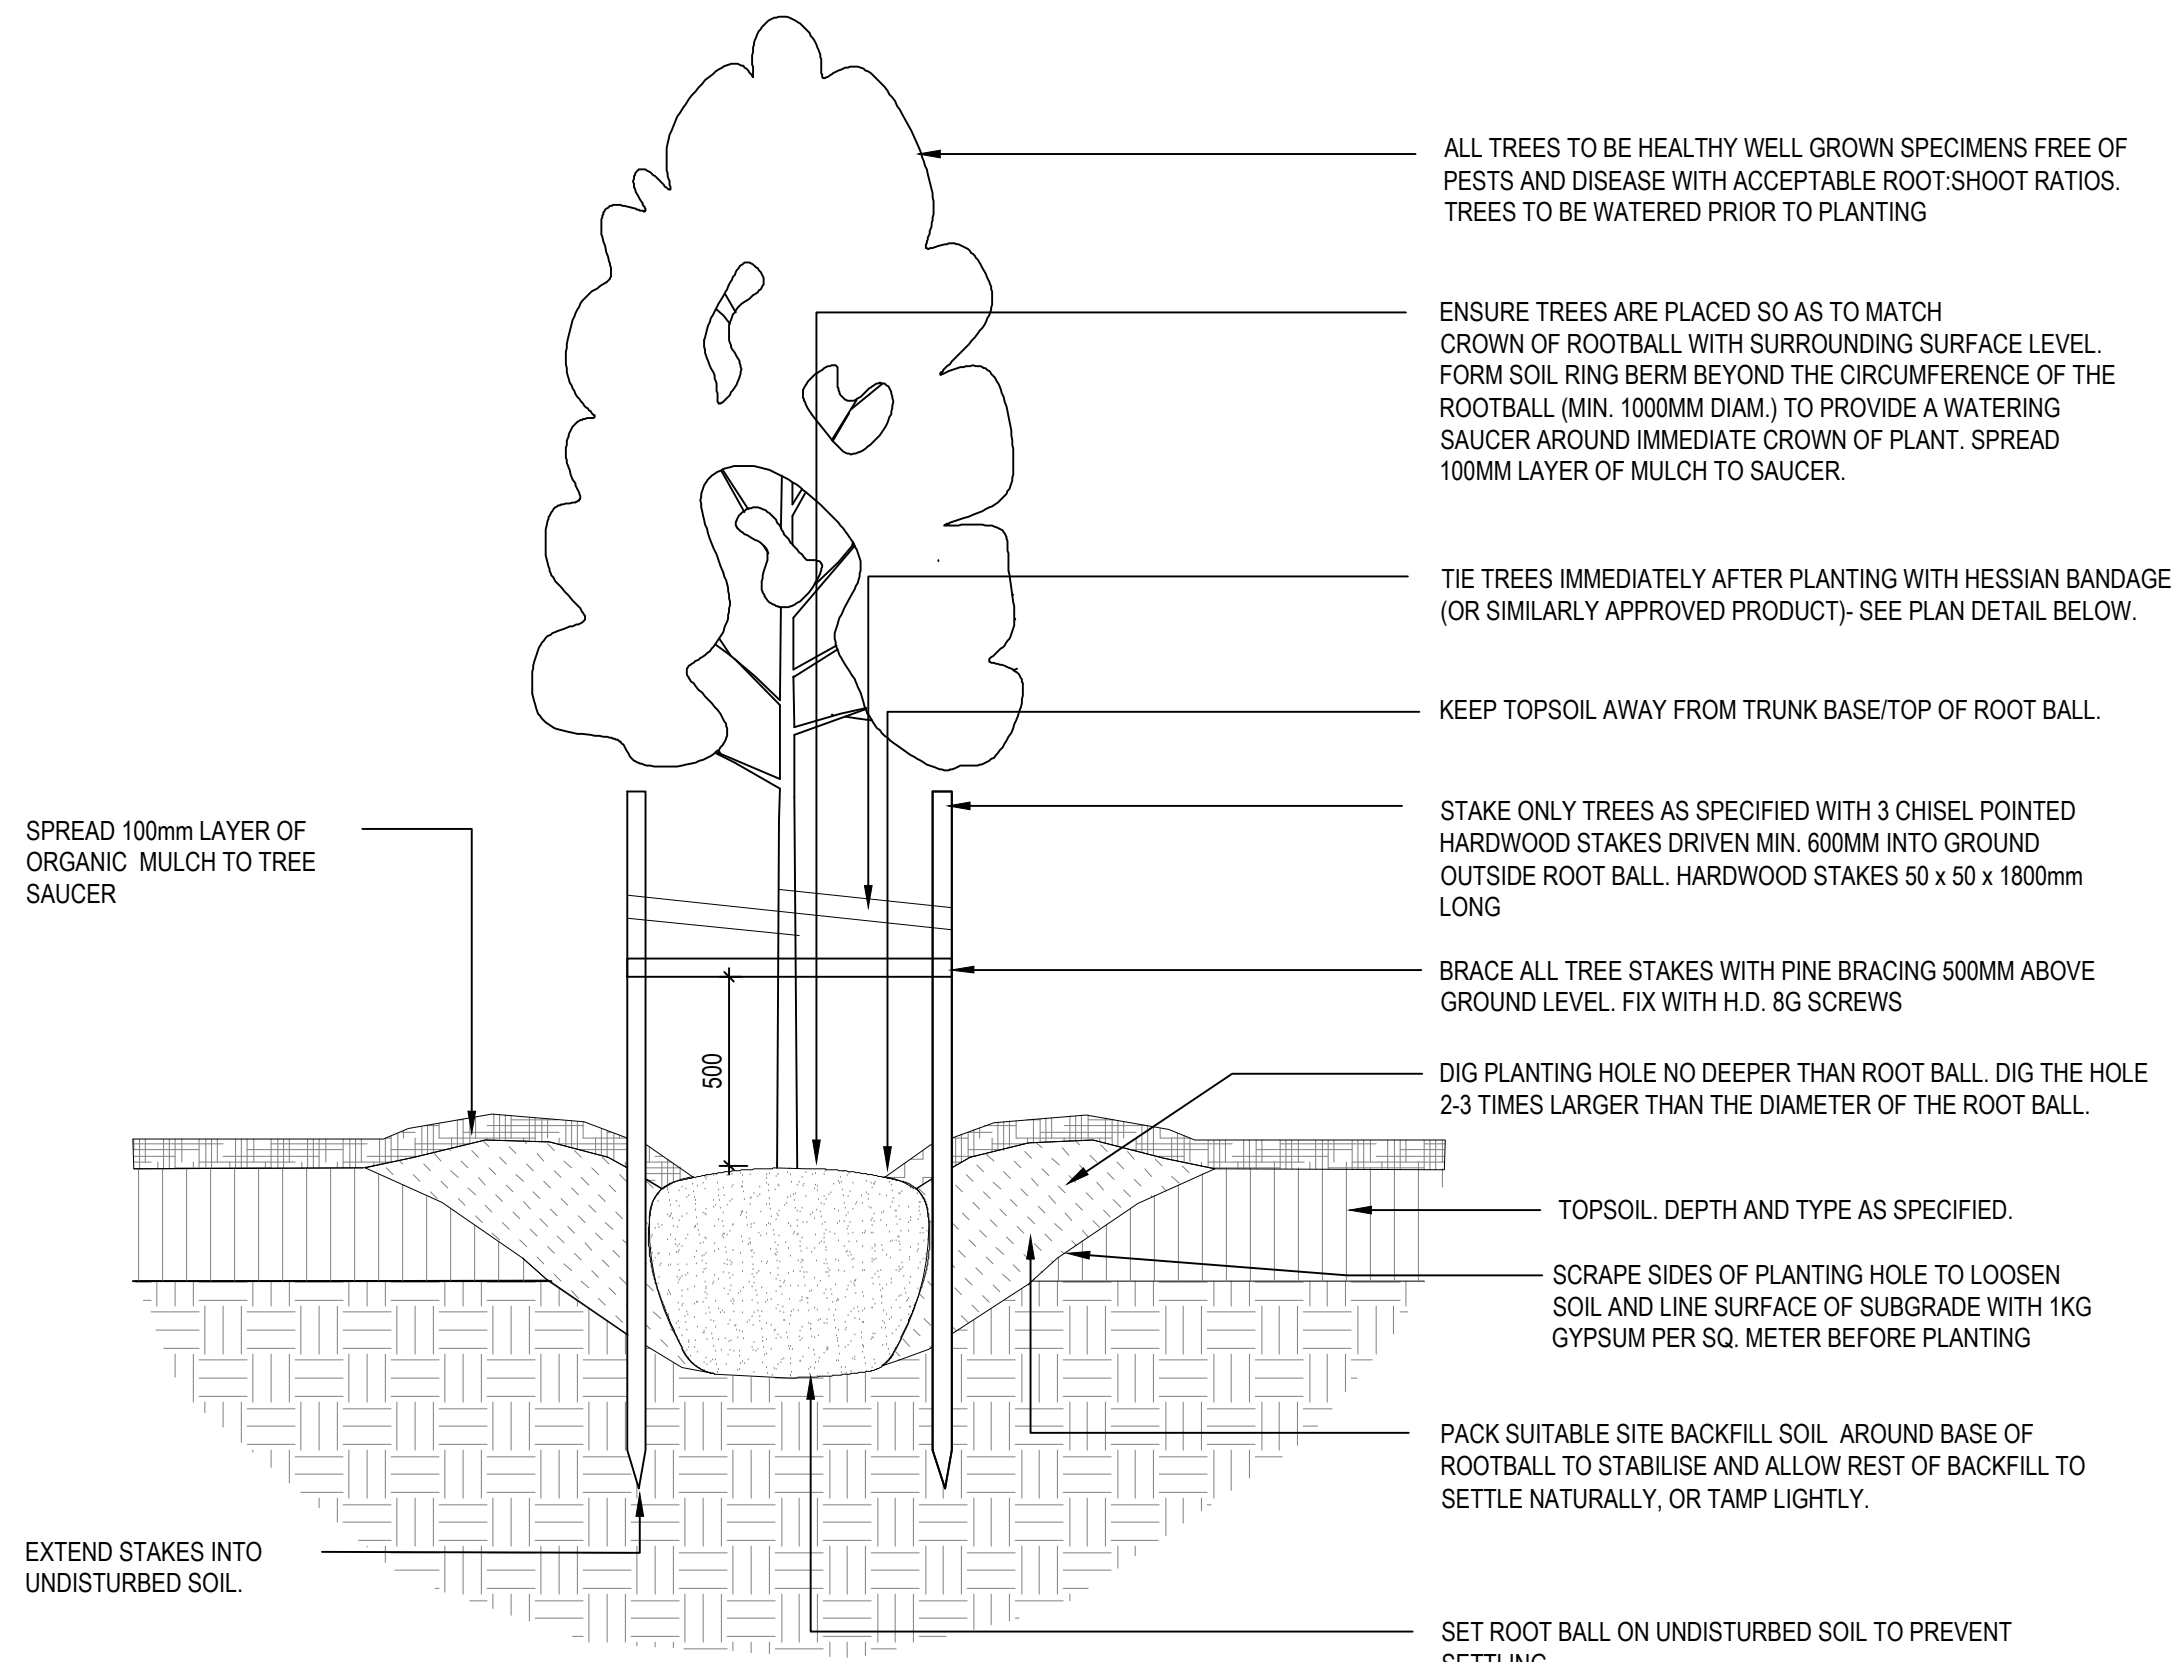 ALL TREES TO BE HEALTHY WELL GROWN SPECIMENS FREE OF
PESTS AND DISEASE WITH ACCEPTABLE ROOT:SHOOT RATIOS.
TREES TO BE WATERED PRIOR TO PLANTING
ENSURE TREES ARE PLACED SO AS TO MATCH
CROWN OF ROOTBALL WITH SURROUNDING SURFACE LEVEL.
FORM SOIL RING BERM BEYOND THE CIRCUMFERENCE OF THE
ROOTBALL (MIN. 1000MM DIAM.) TO PROVIDE A WATERING
SAUCER AROUND IMMEDIATE CROWN OF PLANT. SPREAD
100MM LAYER OF MULCH TO SAUCER.
TIE TREES IMMEDIATELY AFTER PLANTING WITH HESSIAN BANDAGE
(OR SIMILARLY APPROVED PRODUCT)- SEE PLAN DETAIL BELOW.
KEEP TOPSOIL AWAY FROM TRUNK BASE/TOP OF ROOT BALL.
STAKE ONLY TREES AS SPECIFIED WITH 3 CHISEL POINTED
HARDWOOD STAKES DRIVEN MIN. 600MM INTO GROUND
OUTSIDE ROOT BALL. HARDWOOD STAKES 50 x 50 x 1800mm
LONG
SPREAD 100mm LAYER OF
ORGANIC MULCH TO TREE
SAUCER
BRACE ALL TREE STAKES WITH PINE BRACING 500MM ABOVE
GROUND LEVEL. FIX WITH H.D. 8G SCREWS
500
DIG PLANTING HOLE NO DEEPER THAN ROOT BALL. DIG THE HOLE
2-3 TIMES LARGER THAN THE DIAMETER OF THE ROOT BALL.
TOPSOIL. DEPTH AND TYPE AS SPECIFIED.
SCRAPE SIDES OF PLANTING HOLE TO LOOSEN
SOIL AND LINE SURFACE OF SUBGRADE WITH 1KG
GYPSUM PER SQ. METER BEFORE PLANTING
PACK SUITABLE SITE BACKFILL SOIL AROUND BASE OF
ROOTBALL TO STABILISE AND ALLOW REST OF BACKFILL TO
SETTLE NATURALLY, OR TAMP LIGHTLY.
EXTEND STAKES INTO
UNDISTURBED SOIL.
SET ROOT BALL ON UNDISTURBED SOIL TO PREVENT